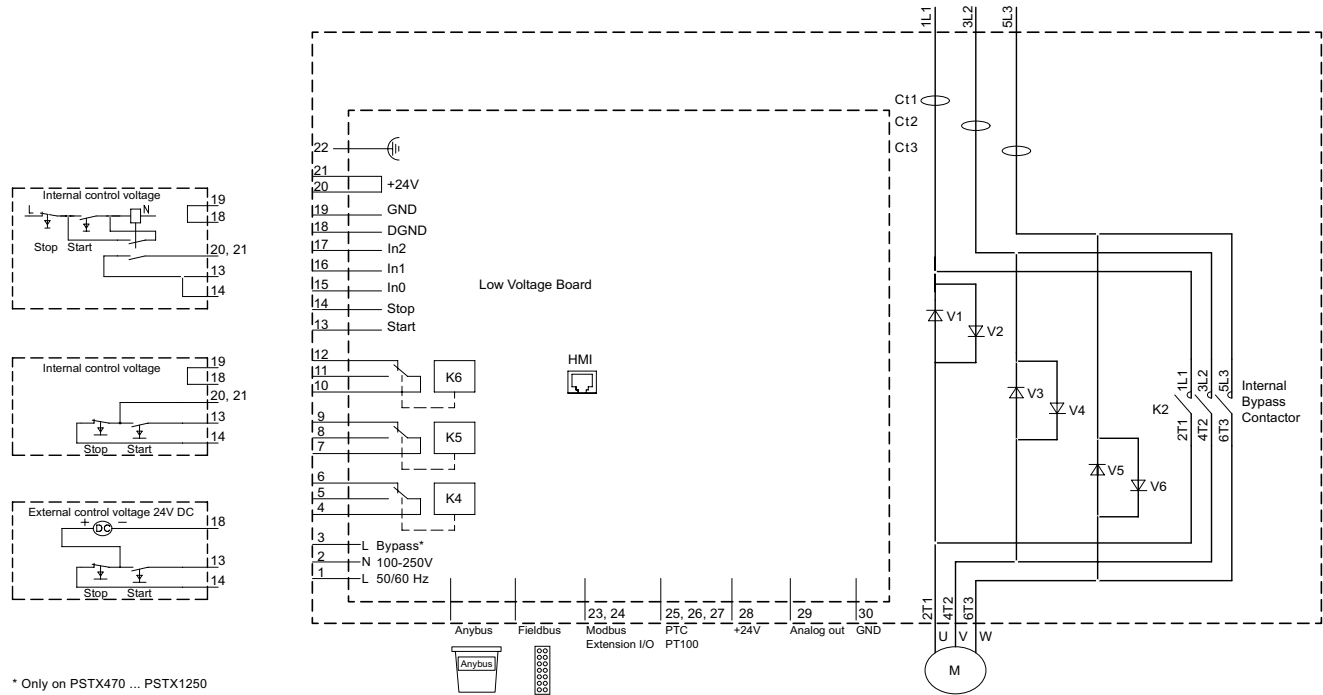 1L1
3L2
5L3
Ct1
Ct2
Ct3
22
21
20
+24V
19
GND
18
DGND
17
In2
16
In1
15
In0
14
Stop
13
Start
Low Voltage Board
HMI
12
11
10
K6
9
8
7
K5
6
5
4
K4
3
L Bypass*
2
N 100-250V
1
L 50/60 Hz
Internal control voltage
L
N
Stop Start
19
18
20, 21
13
14
Internal control voltage
19
18
20, 21
13
14
Stop Start
External control voltage 24V DC
+ DC −
18
13
14
Stop Start
V1
V2
V3
V4
V5
V6
K2
1L1
3L2
5L3
2T1
4T2
6T3
Internal
Bypass
Contactor
23, 24
25, 26, 27
28
29
30
Anybus
Fieldbus
Modbus
Extension I/O
PTC
PT100
+24V
Analog out
GND
Anybus
2T1
4T2
6T3
U
V
W
M
* Only on PSTX470 ... PSTX1250